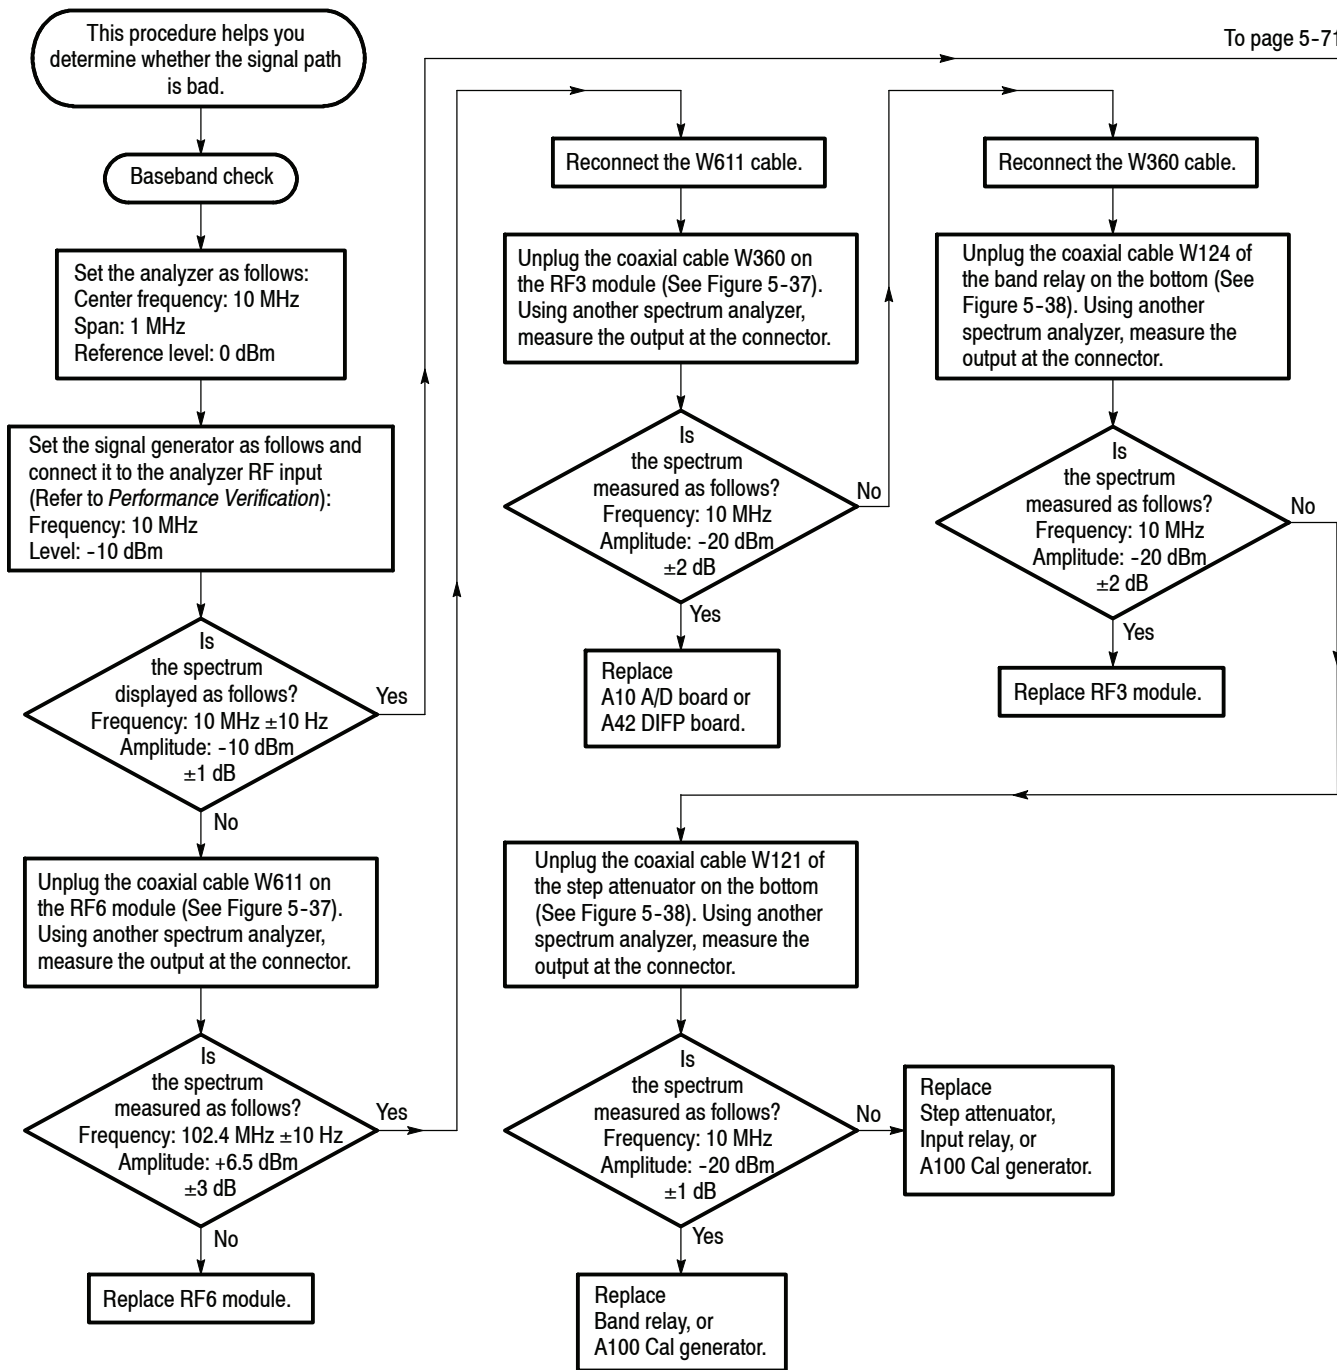 This procedure helps you
determine whether the signal path
is bad.
Baseband check
Set the analyzer as follows:
Center frequency: 10 MHz
Span: 1 MHz
Reference level: 0 dBm
Set the signal generator as follows and
connect it to the analyzer RF input
(Refer to Performance Verification):
Frequency: 10 MHz
Level: -10 dBm
Is
the spectrum
displayed as follows?
Frequency: 10 MHz ±10 Hz
Amplitude: -10 dBm
±1 dB
Yes
No
To page 5-71
Unplug the coaxial cable W611 on
the RF6 module (See Figure 5-37).
Using another spectrum analyzer,
measure the output at the connector.
Is
the spectrum
measured as follows?
Frequency: 102.4 MHz ±10 Hz
Amplitude: +6.5 dBm
±3 dB
Yes
No
Replace RF6 module.
Reconnect the W611 cable.
Unplug the coaxial cable W360 on
the RF3 module (See Figure 5-37).
Using another spectrum analyzer,
measure the output at the connector.
Is
the spectrum
measured as follows?
Frequency: 10 MHz
Amplitude: -20 dBm
±2 dB
No
Yes
Replace
A10 A/D board or
A42 DIFP board.
Reconnect the W360 cable.
Unplug the coaxial cable W124 of
the band relay on the bottom (See
Figure 5-38). Using another
spectrum analyzer, measure the
output at the connector.
Is
the spectrum
measured as follows?
Frequency: 10 MHz
Amplitude: -20 dBm
±2 dB
No
Yes
Replace RF3 module.
Unplug the coaxial cable W121 of
the step attenuator on the bottom
(See Figure 5-38). Using another
spectrum analyzer, measure the
output at the connector.
Is
the spectrum
measured as follows?
Frequency: 10 MHz
Amplitude: -20 dBm
±1 dB
No
Yes
Replace
Step attenuator,
Input relay, or
A100 Cal generator.
Replace
Band relay, or
A100 Cal generator.